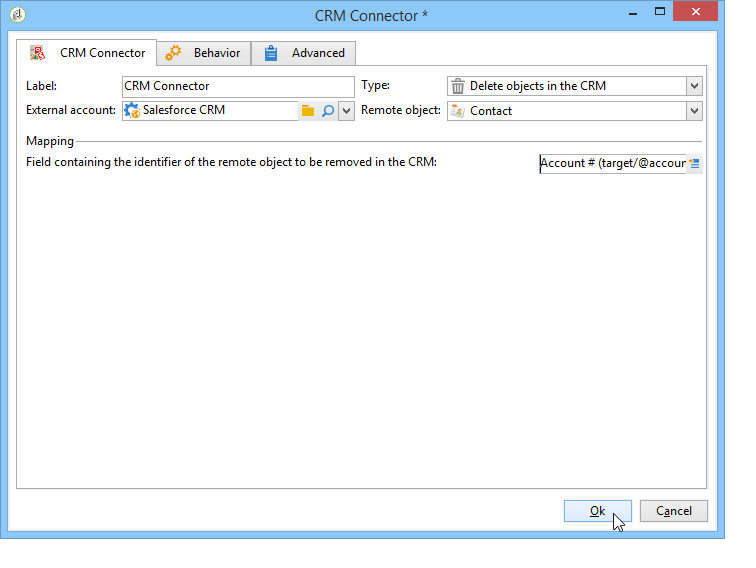 CRM Connector *
CRM Connector Behavior Advanced
Label: CRM Connector Type: Delete objects in the CRM
External account: Salesforce CRM Remote object: Contact
Mapping
Field containing the identifier of the remote object to be removed in the CRM: Account # (target/@accour
Ok Cancel